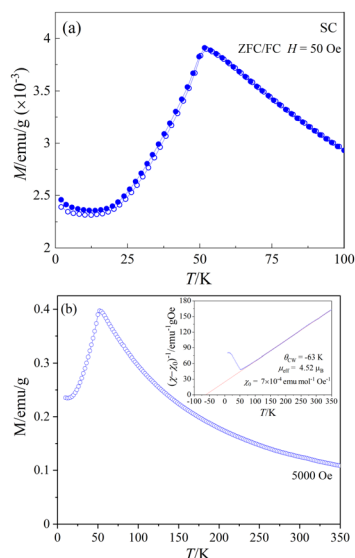 (a)
SC
ZFC/FC H = 50 Oe
M/emu/g (×10⁻³)
4
3.5
3
2.5
2
0 25 50 75 100
T/K
(b)
M/emu/g
0.4
0.3
0.2
0.1
0
0 50 100 150 200 250 300 350
T/K
5000 Oe
(χ−χ₀)⁻¹/emu⁻¹gOe
180
150
120
90
60
30
0
-100 -50 0 50 100 150 200 250 300 350
T/K
θCW = -63 K
μeff = 4.52 μB
χ₀ = 7×10⁻⁴ emu mol⁻¹ Oe⁻¹